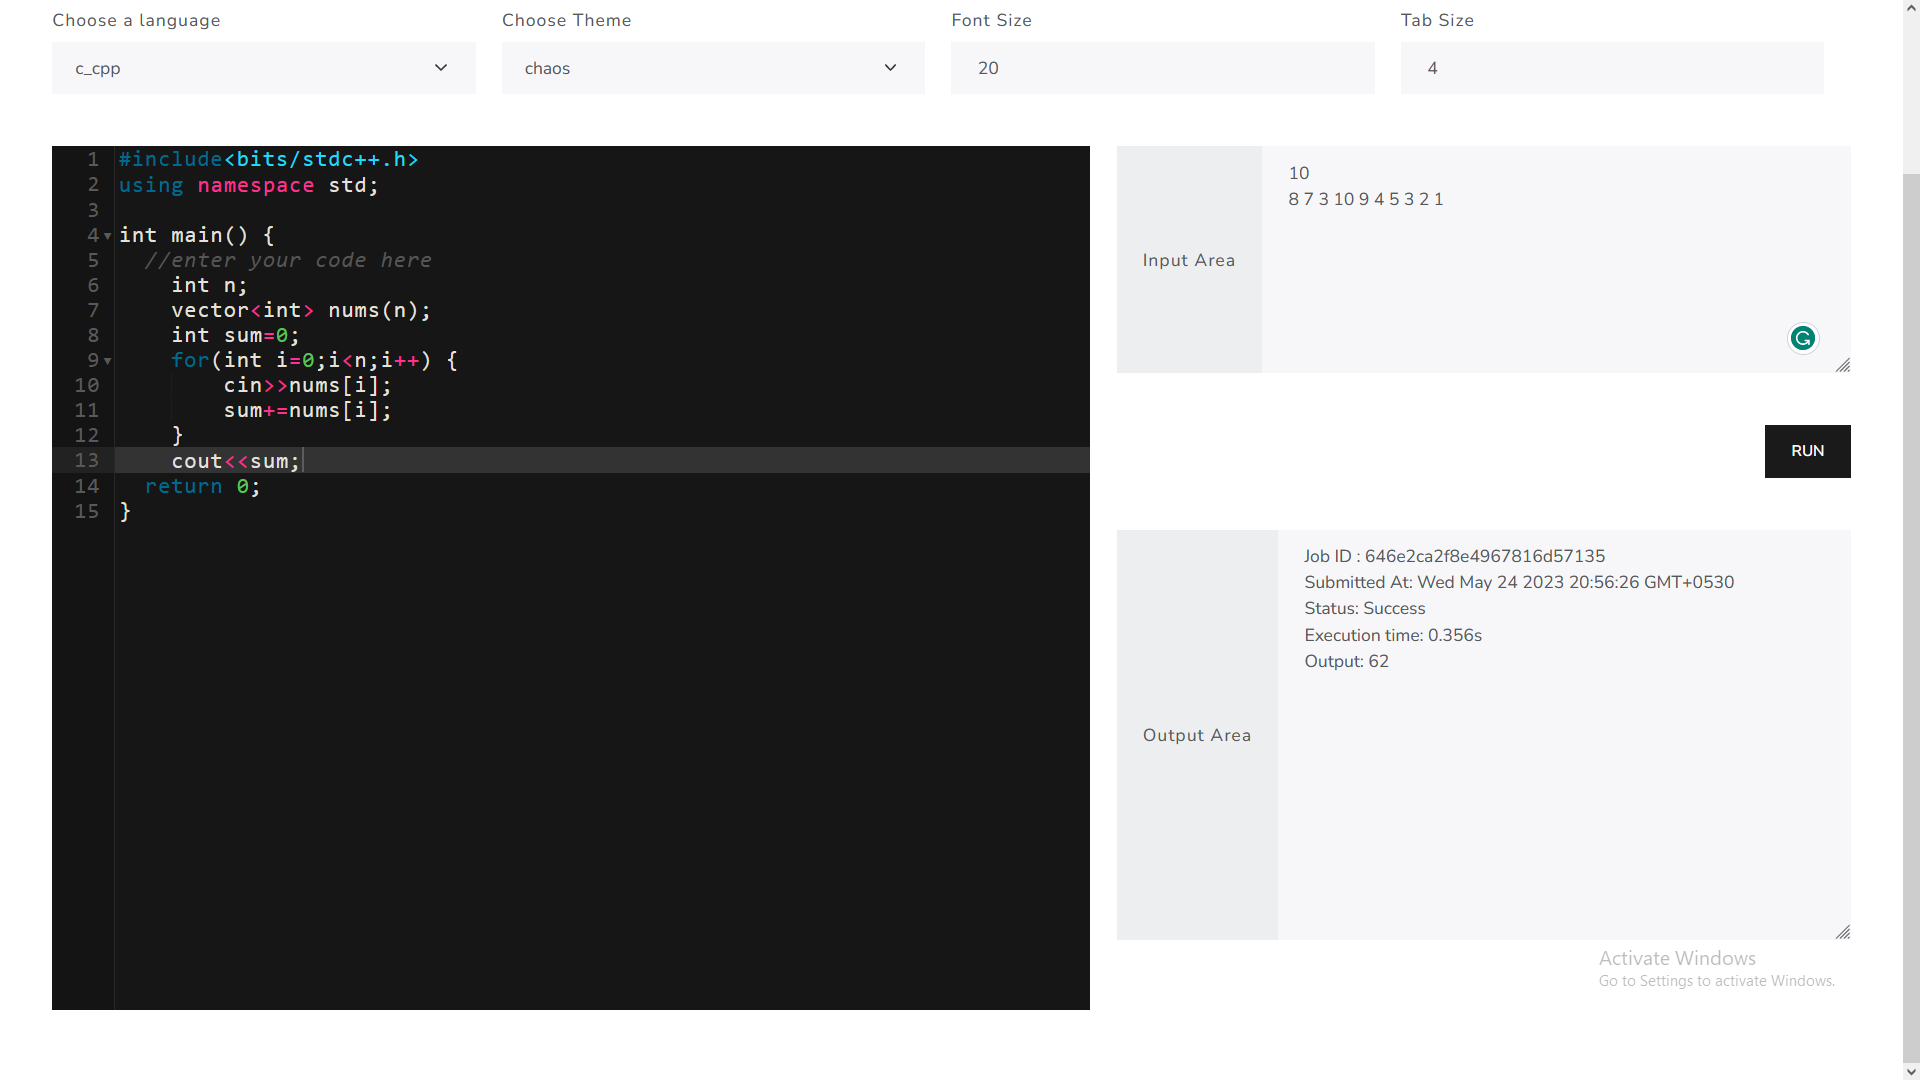 Choose a language
Choose Theme
Font Size
Tab Size
c_cpp
chaos
20
4
1 #include<bits/stdc++.h>
2 using namespace std;
3
4 int main() {
5   //enter your code here
6     int n;
7     vector<int> nums(n);
8     int sum=0;
9     for(int i=0;i<n;i++) {
10         cin>>nums[i];
11         sum+=nums[i];
12     }
13     cout<<sum;
14   return 0;
15 }
Input Area
10
8 7 3 10 9 4 5 3 2 1
RUN
Output Area
Job ID : 646e2ca2f8e4967816d57135
Submitted At: Wed May 24 2023 20:56:26 GMT+0530
Status: Success
Execution time: 0.356s
Output: 62
Activate Windows
Go to Settings to activate Windows.